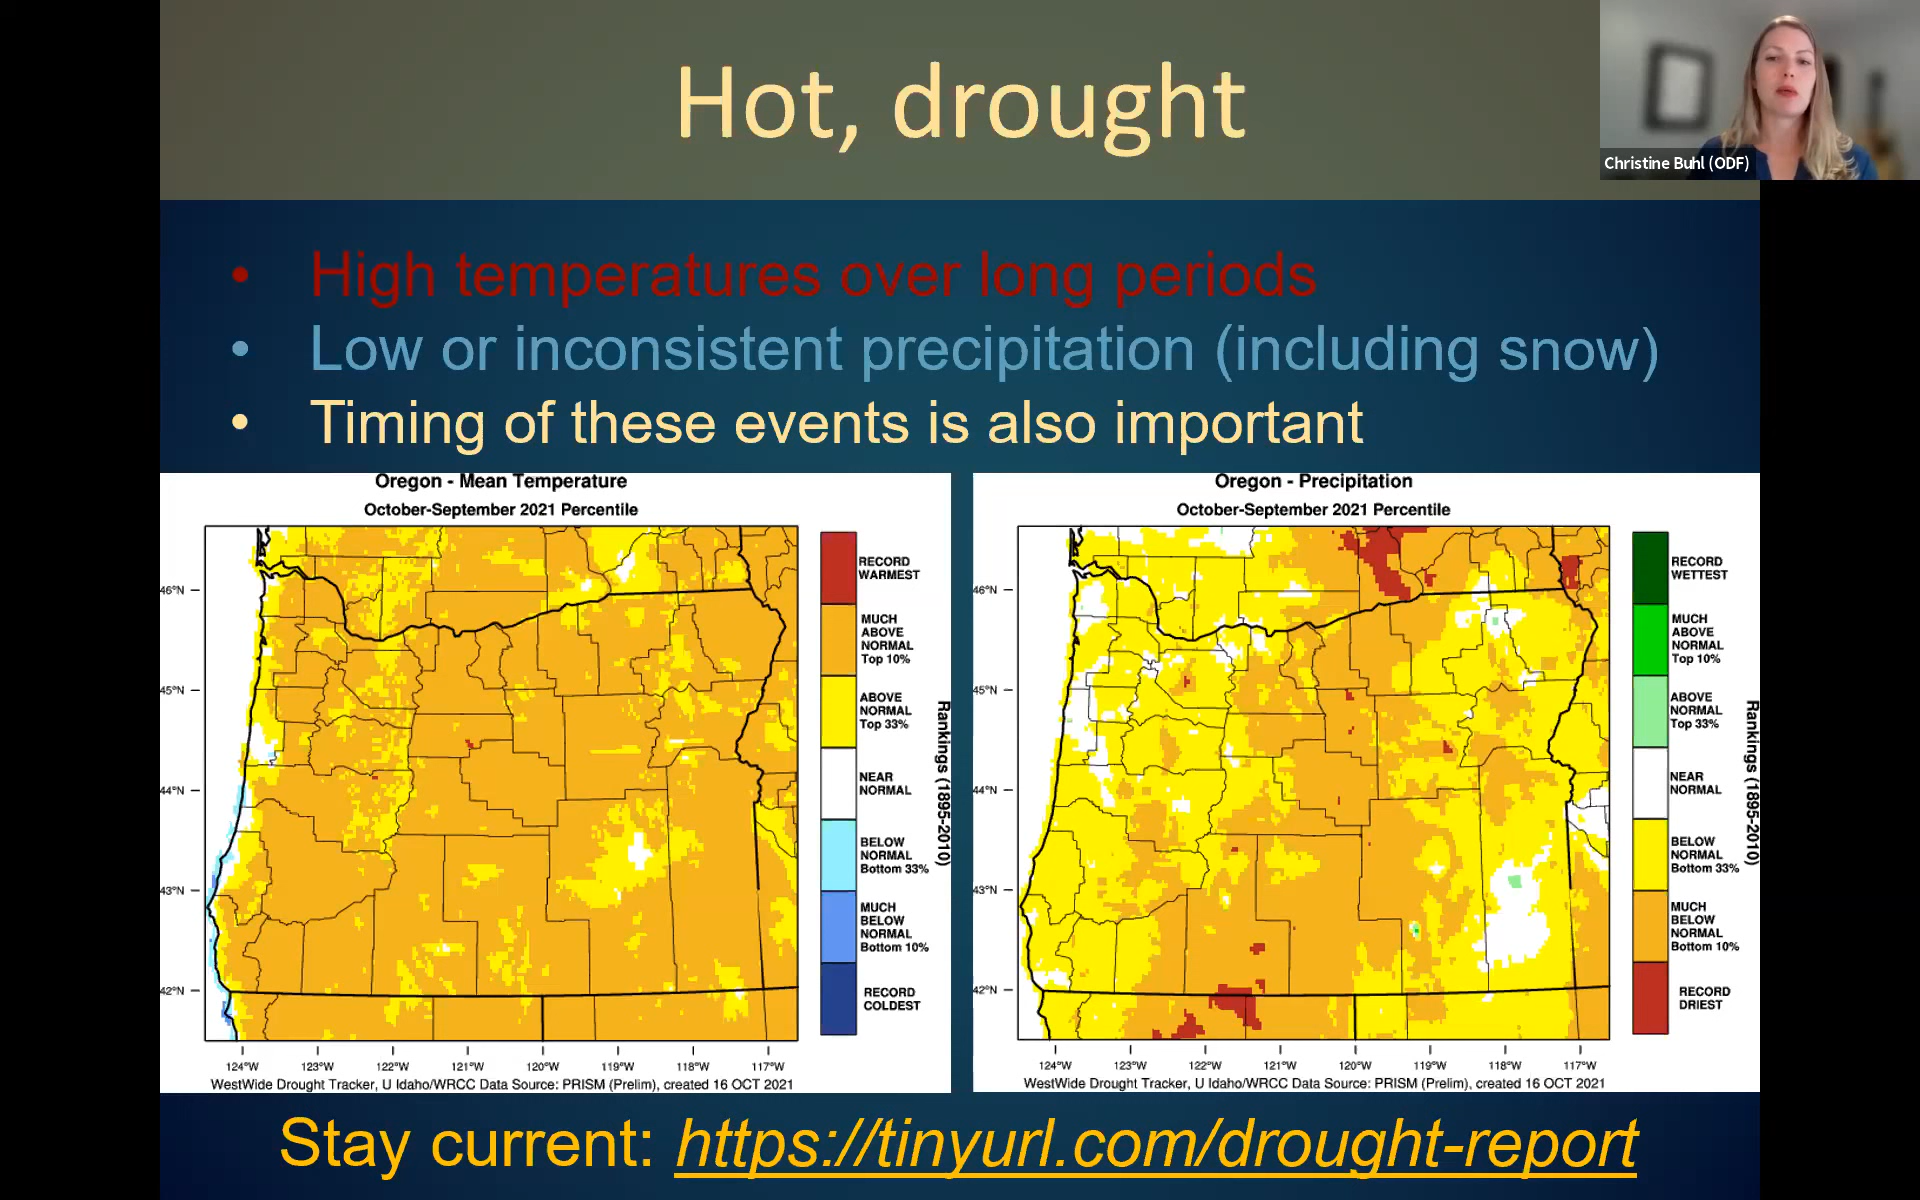 Hot, drought
Christine Buhl (ODF)
• High temperatures over long periods
• Low or inconsistent precipitation (including snow)
• Timing of these events is also important
Oregon - Mean Temperature
October-September 2021 Percentile
46°N
45°N
44°N
43°N
42°N
124°W 123°W 122°W 121°W 120°W 119°W 118°W 117°W
RECORD
WARMEST
MUCH
ABOVE
NORMAL
Top 10%
ABOVE
NORMAL
Top 33%
NEAR
NORMAL
BELOW
NORMAL
Bottom 33%
MUCH
BELOW
NORMAL
Bottom 10%
RECORD
COLDEST
Rankings (1895-2010)
WestWide Drought Tracker, U Idaho/WRCC Data Source: PRISM (Prelim), created 16 OCT 2021
Oregon - Precipitation
October-September 2021 Percentile
46°N
45°N
44°N
43°N
42°N
124°W 123°W 122°W 121°W 120°W 119°W 118°W 117°W
RECORD
WETTEST
MUCH
ABOVE
NORMAL
Top 10%
ABOVE
NORMAL
Top 33%
NEAR
NORMAL
BELOW
NORMAL
Bottom 33%
MUCH
BELOW
NORMAL
Bottom 10%
RECORD
DRIEST
Rankings (1895-2010)
WestWide Drought Tracker, U Idaho/WRCC Data Source: PRISM (Prelim), created 16 OCT 2021
Stay current: https://tinyurl.com/drought-report